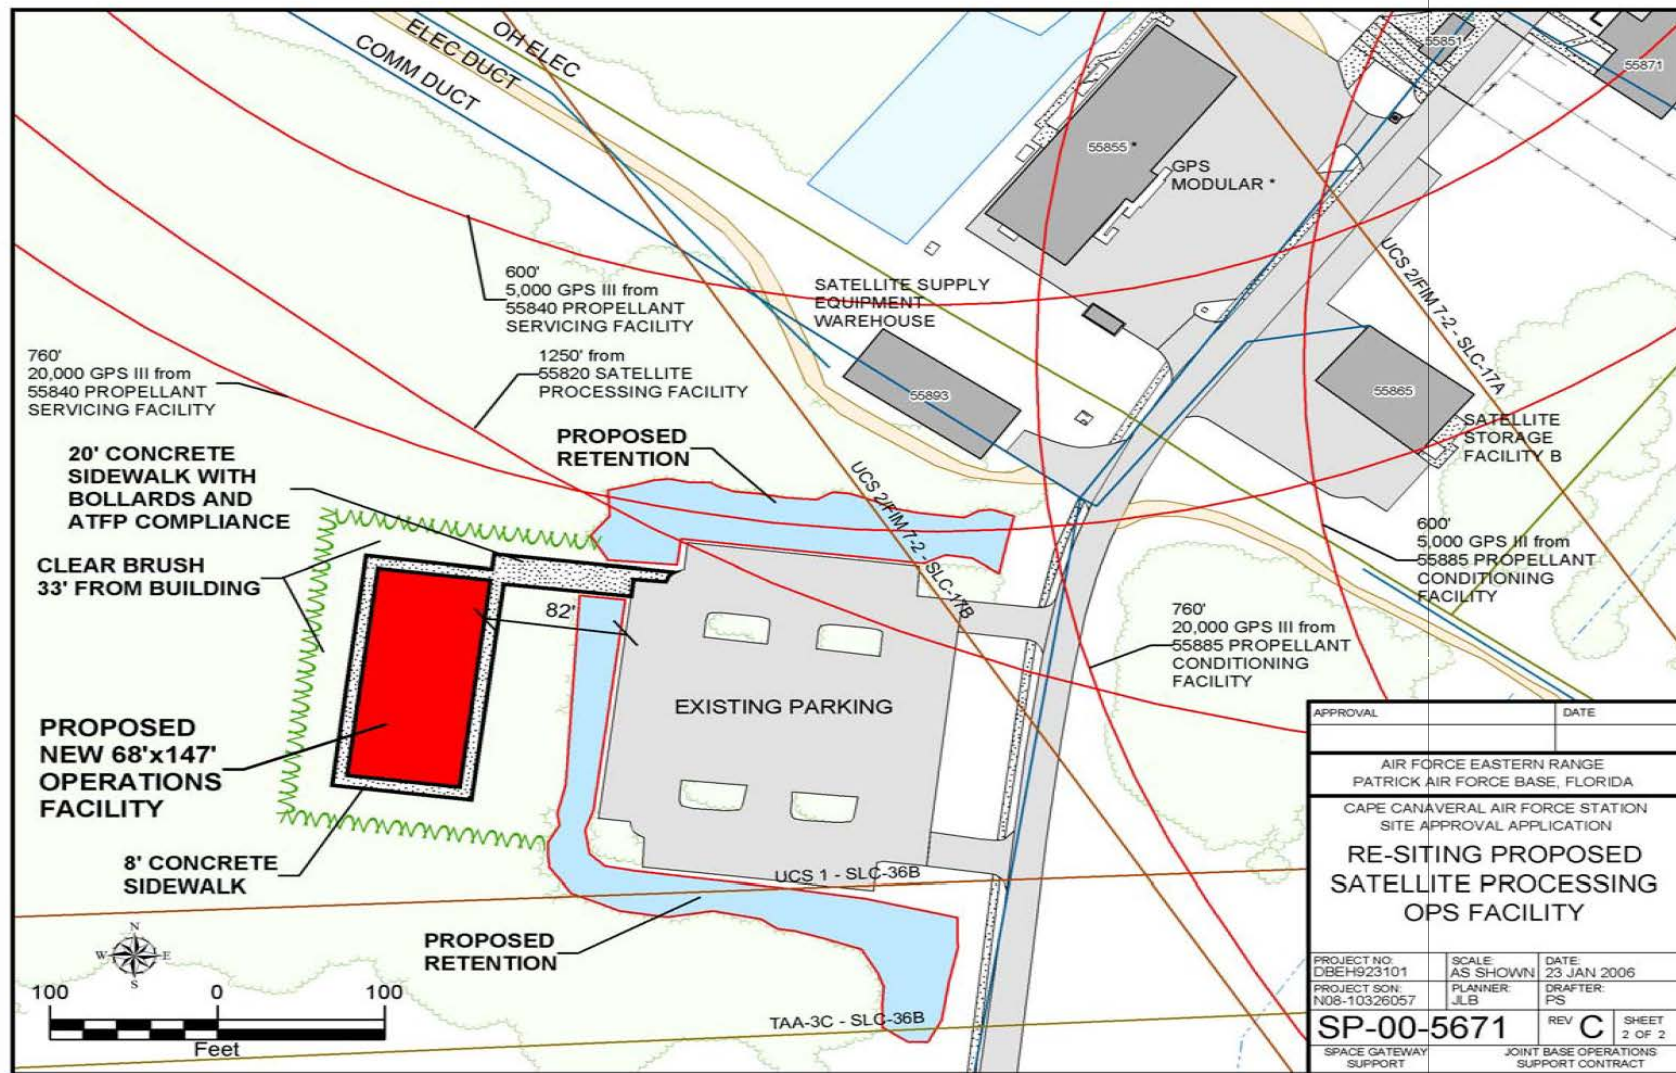 OH ELEC
ELEC DUCT
COMM DUCT
55851
55871
55855 *
GPS
MODULAR *
UCS 2/FIM 7-2 - SLC-17A
600'
5,000 GPS III from
55840 PROPELLANT
SERVICING FACILITY
SATELLITE SUPPLY
EQUIPMENT
WAREHOUSE
760'
20,000 GPS III from
55840 PROPELLANT
SERVICING FACILITY
1250' from
55820 SATELLITE
PROCESSING FACILITY
55893
55865
SATELLITE
STORAGE
FACILITY B
PROPOSED
RETENTION
20' CONCRETE
SIDEWALK WITH
BOLLARDS AND
ATFP COMPLIANCE
UCS 2/FIM 7-2 - SLC-17B
600'
5,000 GPS III from
55885 PROPELLANT
CONDITIONING
FACILITY
CLEAR BRUSH
33' FROM BUILDING
82'
760'
20,000 GPS III from
55885 PROPELLANT
CONDITIONING
FACILITY
EXISTING PARKING
PROPOSED
NEW 68'x147'
OPERATIONS
FACILITY
8' CONCRETE
SIDEWALK
UCS 1 - SLC-36B
PROPOSED
RETENTION
TAA-3C - SLC-36B
N
W E
S
100 0 100
Feet
APPROVAL DATE
AIR FORCE EASTERN RANGE
PATRICK AIR FORCE BASE, FLORIDA
CAPE CANAVERAL AIR FORCE STATION
SITE APPROVAL APPLICATION
RE-SITING PROPOSED
SATELLITE PROCESSING
OPS FACILITY
PROJECT NO: SCALE: DATE:
DBEH923101 AS SHOWN 23 JAN 2006
PROJECT SON: PLANNER: DRAFTER:
N08-10326057 JLB PS
SP-00-5671 REV C SHEET
2 OF 2
SPACE GATEWAY JOINT BASE OPERATIONS
SUPPORT SUPPORT CONTRACT